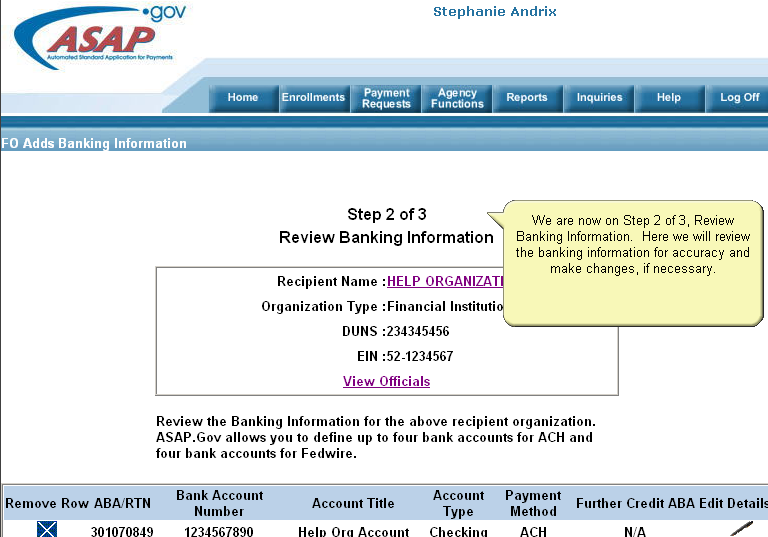 .gov
ASAP
Automated Standard Application for Payments
Stephanie Andrix
Home Enrollments Payment Requests Agency Functions Reports Inquiries Help Log Off
FO Adds Banking Information
Step 2 of 3
Review Banking Information
We are now on Step 2 of 3, Review
Banking Information. Here we will review
the banking information for accuracy and
make changes, if necessary.
Recipient Name :HELP ORGANIZATI
Organization Type :Financial Institutio
DUNS :234345456
EIN :52-1234567
View Officials
Review the Banking Information for the above recipient organization.
ASAP.Gov allows you to define up to four bank accounts for ACH and
four bank accounts for Fedwire.
Remove Row ABA/RTN Bank Account Number Account Title Account Type Payment Method Further Credit ABA Edit Details
301070849 1234567890 Help Org Account Checking ACH N/A